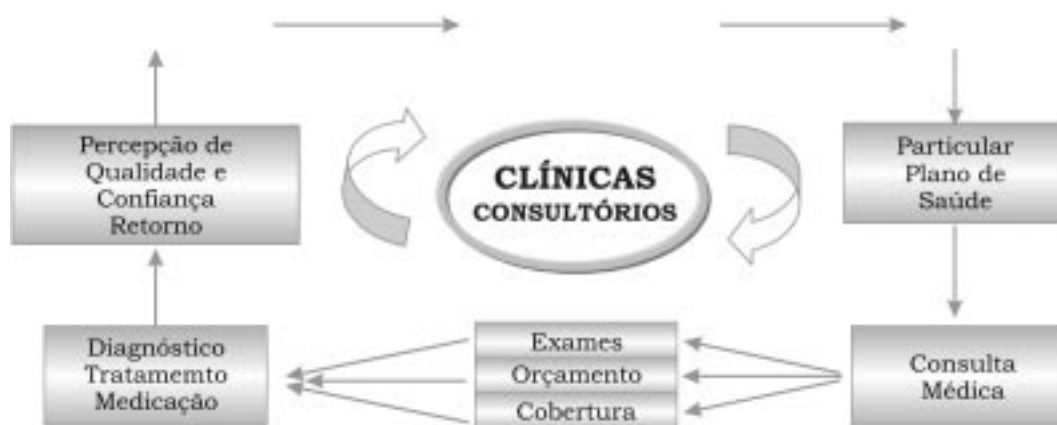 Percepção de
Qualidade e
Confiança
Retorno
CLÍNICAS
CONSULTÓRIOS
Particular
Plano de
Saúde
Diagnóstico
Tratamemto
Medicação
Exames
Orçamento
Cobertura
Consulta
Médica